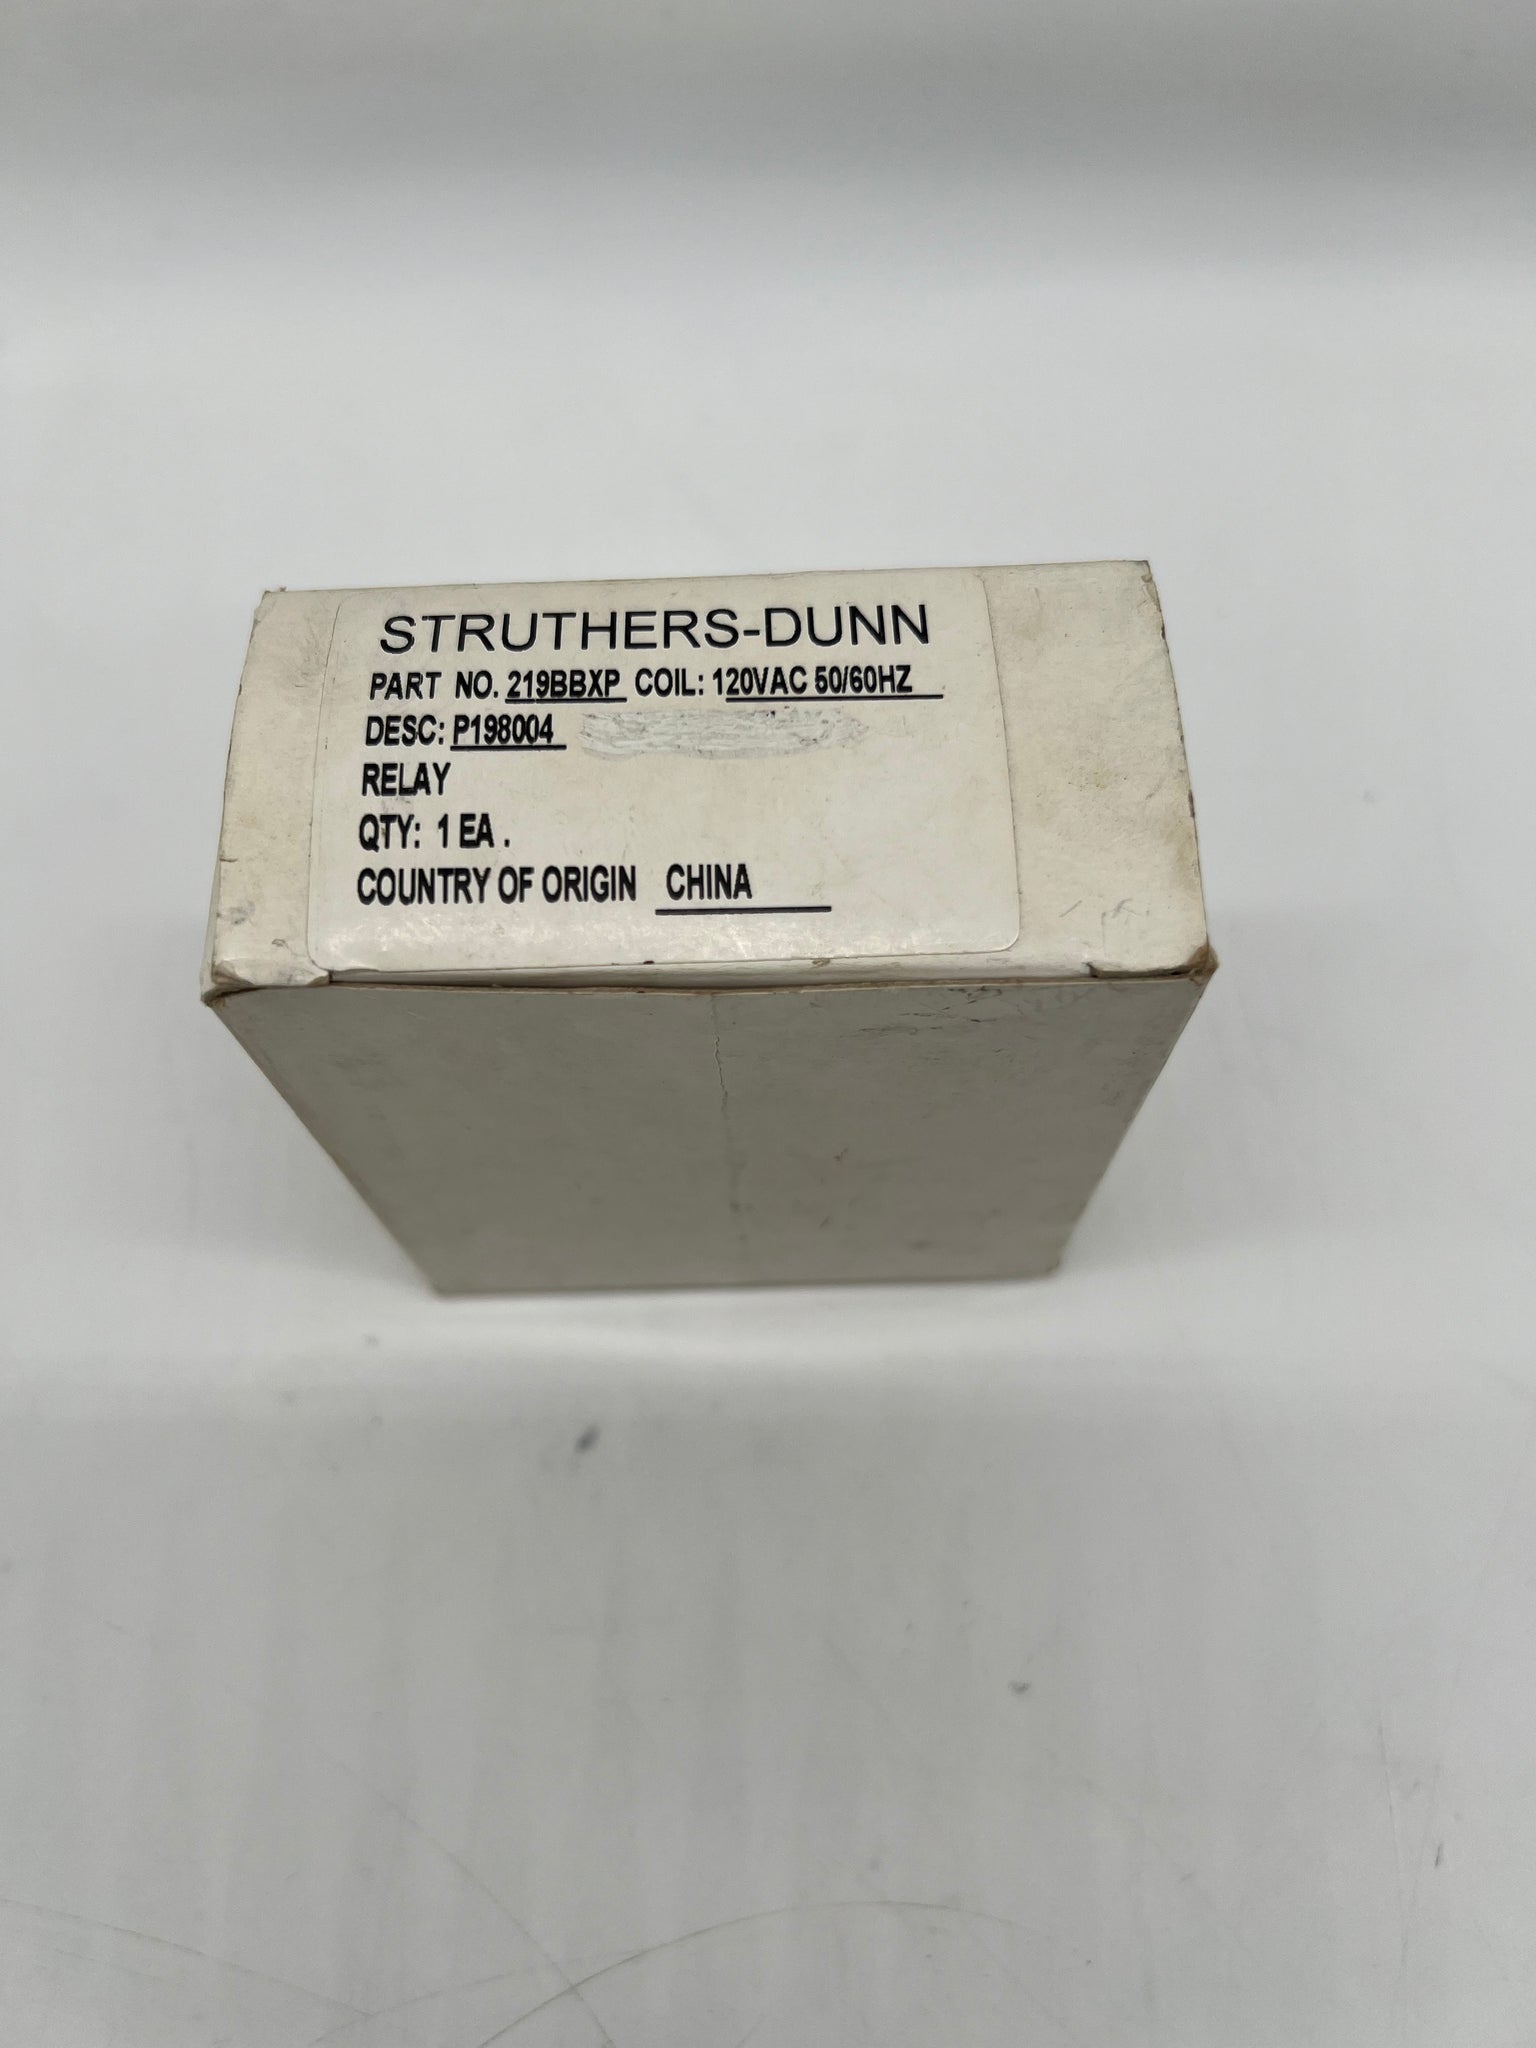 STRUTHERS-DUNN
PART NO. 219BBXP COIL: 120VAC 50/60HZ
DESC: P198004
RELAY
QTY: 1 EA .
COUNTRY OF ORIGIN CHINA